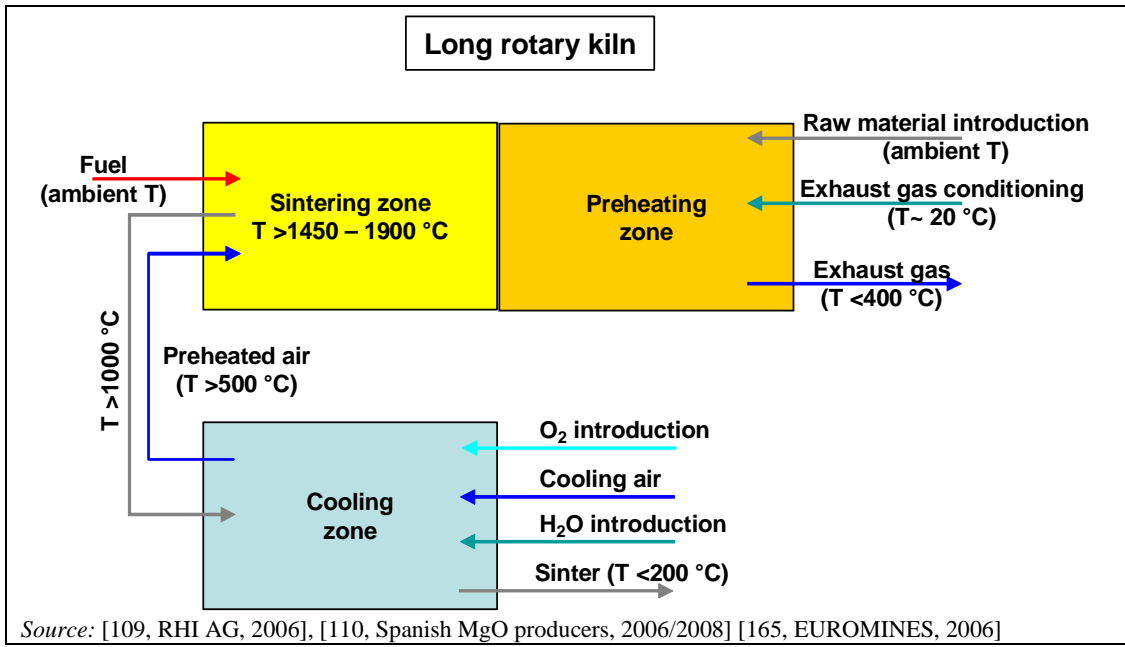 Long rotary kiln
Fuel
(ambient T)
Sintering zone
T >1450 – 1900 °C
Preheating
zone
Raw material introduction
(ambient T)
Exhaust gas conditioning
(T~ 20 °C)
Exhaust gas
(T <400 °C)
T >1000 °C
Preheated air
(T >500 °C)
Cooling
zone
O₂ introduction
Cooling air
H₂O introduction
Sinter (T <200 °C)
Source: [109, RHI AG, 2006], [110, Spanish MgO producers, 2006/2008] [165, EUROMINES, 2006]